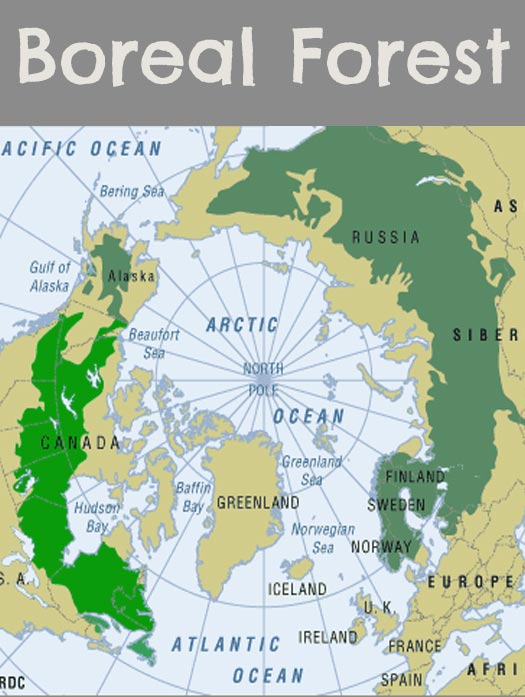 Boreal Forest
ACIFIC OCEAN
Bering Sea
AS
RUSSIA
Gulf of
Alaska
Alaska
ARCTIC
Beaufort
Sea
SIBER
NORTH
POLE
OCEAN
CANADA
Greenland
Sea
Baffin
Bay
GREENLAND
FINLAND
Hudson
Bay
SWEDEN
Norwegian
Sea
NORWAY
S. A.
ICELAND
EUROPE
U.K.
IRELAND
ATLANTIC
OCEAN
FRANCE
AFRI
SPAIN
RDC